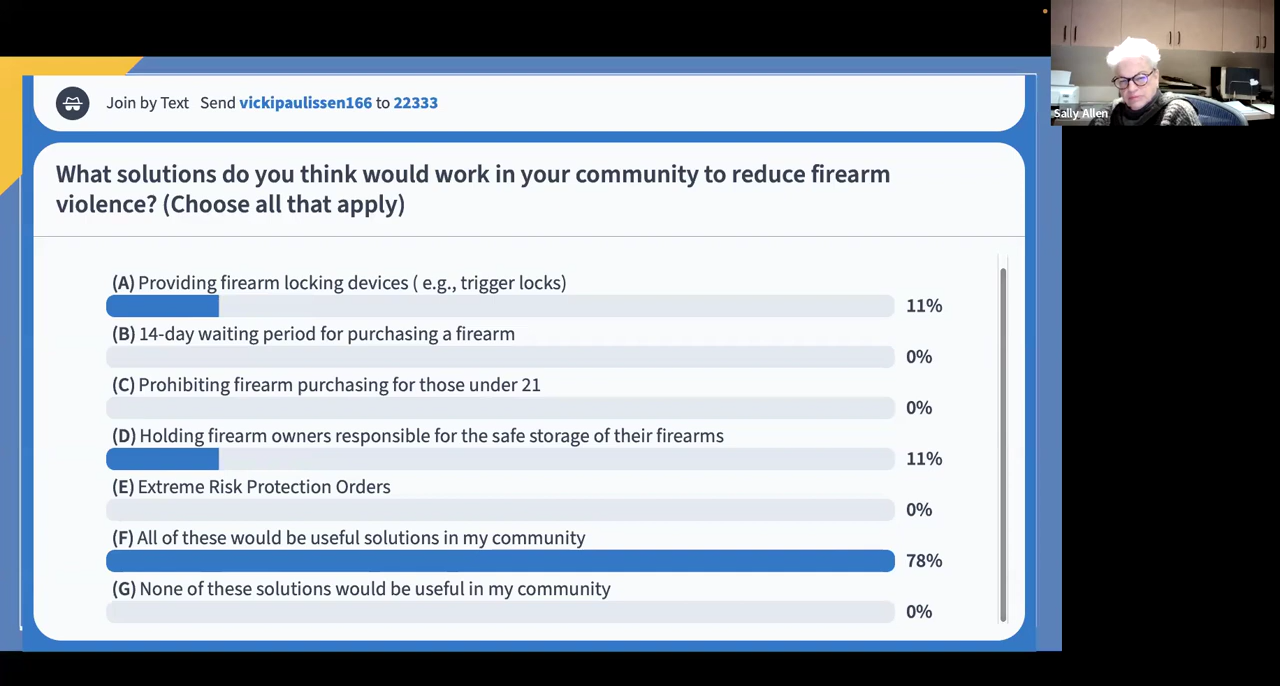 Join by Text Send vickipaulissen166 to 22333
Sally Allen
What solutions do you think would work in your community to reduce firearm
violence? (Choose all that apply)
(A) Providing firearm locking devices ( e.g., trigger locks)
11%
(B) 14-day waiting period for purchasing a firearm
0%
(C) Prohibiting firearm purchasing for those under 21
0%
(D) Holding firearm owners responsible for the safe storage of their firearms
11%
(E) Extreme Risk Protection Orders
0%
(F) All of these would be useful solutions in my community
78%
(G) None of these solutions would be useful in my community
0%